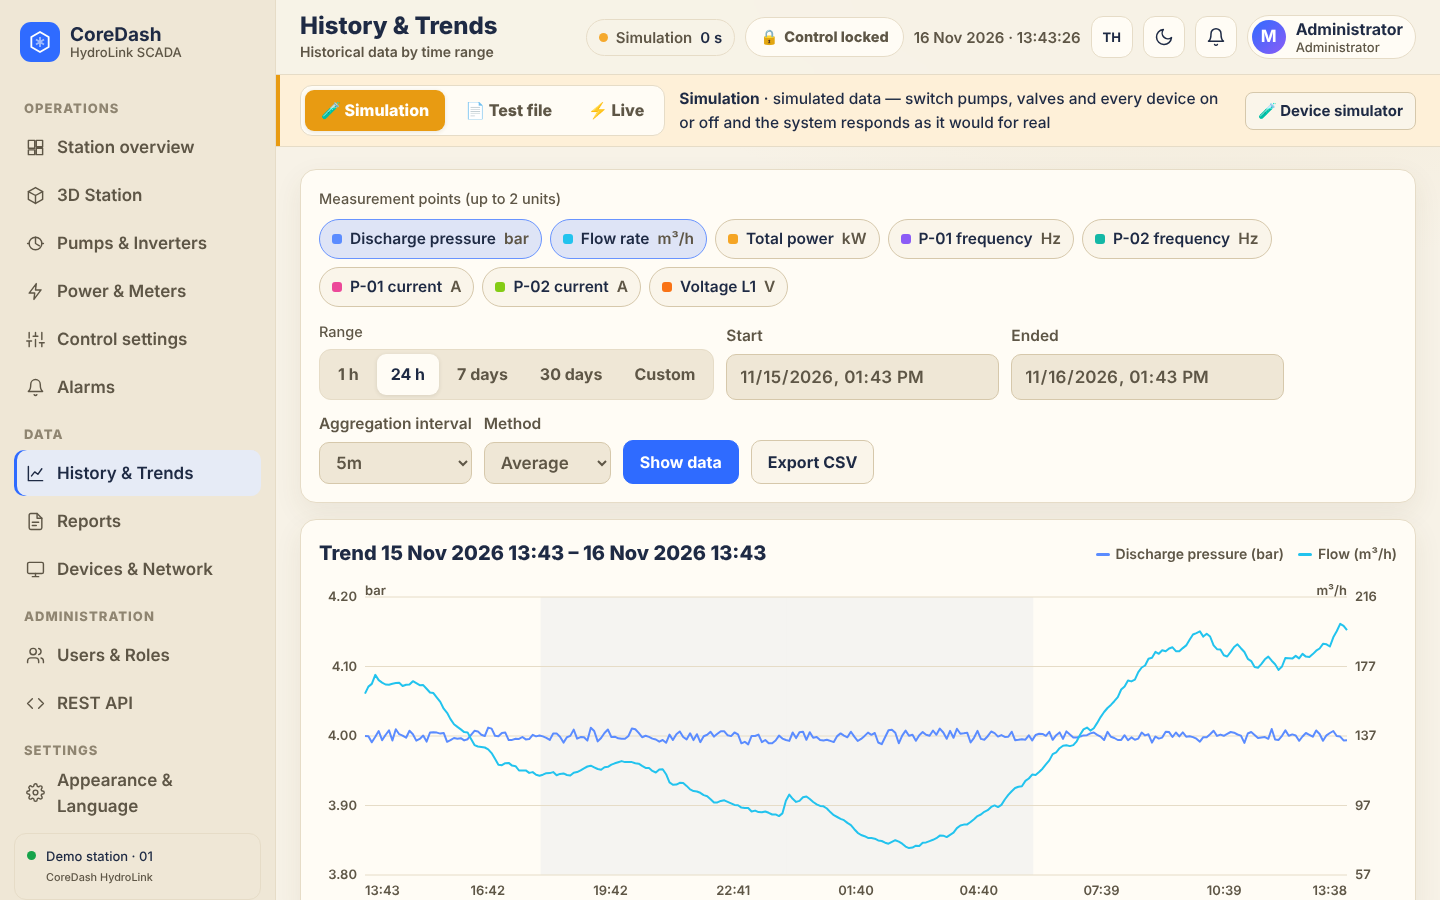 CoreDash
HydroLink SCADA
OPERATIONS
Station overview
3D Station
Pumps & Inverters
Power & Meters
Control settings
Alarms
DATA
History & Trends
Reports
Devices & Network
ADMINISTRATION
Users & Roles
REST API
SETTINGS
Appearance &
Language
Demo station · 01
CoreDash HydroLink
History & Trends
Historical data by time range
Simulation 0 s
Control locked
16 Nov 2026 · 13:43:26
TH
M
Administrator
Administrator
Simulation
Test file
Live
Simulation · simulated data — switch pumps, valves and every device on
or off and the system responds as it would for real
Device simulator
Measurement points (up to 2 units)
Discharge pressure bar
Flow rate m³/h
Total power kW
P-01 frequency Hz
P-02 frequency Hz
P-01 current A
P-02 current A
Voltage L1 V
Range
1 h
24 h
7 days
30 days
Custom
Start
11/15/2026, 01:43 PM
Ended
11/16/2026, 01:43 PM
Aggregation interval
5m
Method
Average
Show data
Export CSV
Trend 15 Nov 2026 13:43 – 16 Nov 2026 13:43
Discharge pressure (bar)
Flow (m³/h)
bar
m³/h
4.20
4.10
4.00
3.90
3.80
216
177
137
97
57
13:43
16:42
19:42
22:41
01:40
04:40
07:39
10:39
13:38